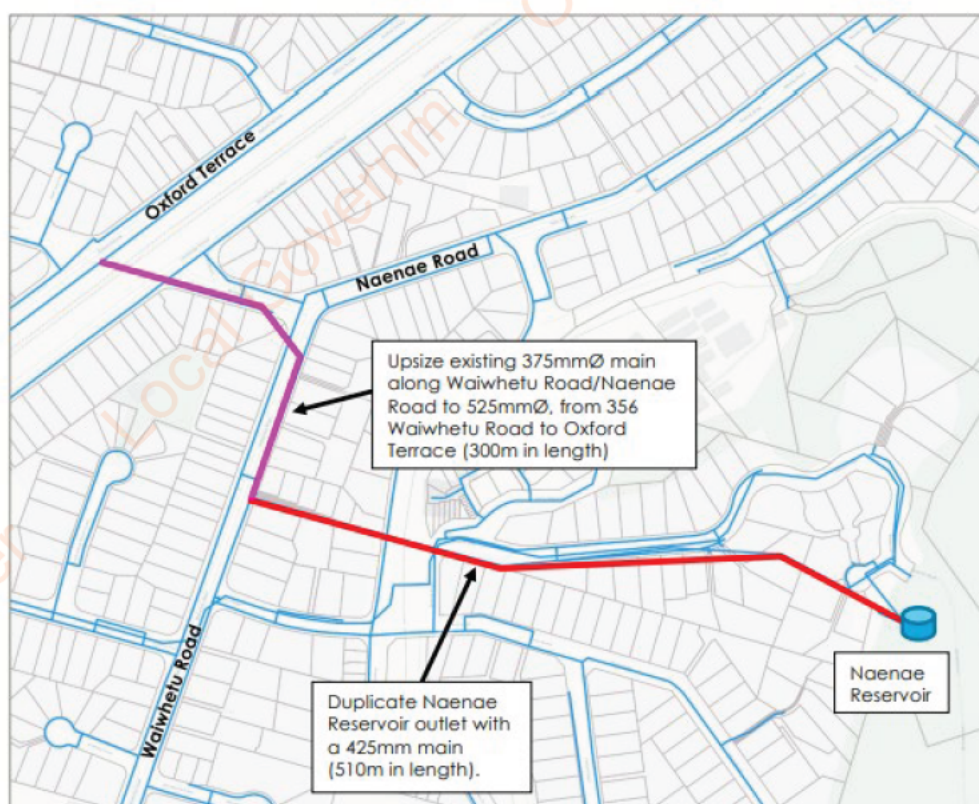 Local Governm
Oxford Terrace
Naenae Road
Upsize existing 375mmØ main
along Waiwhetu Road/Naenae
Road to 525mmØ, from 356
Waiwhetu Road to Oxford
Terrace (300m in length)
Waiwhetu Road
Duplicate Naenae
Reservoir outlet with
a 425mm main
(510m in length).
Naenae
Reservoir